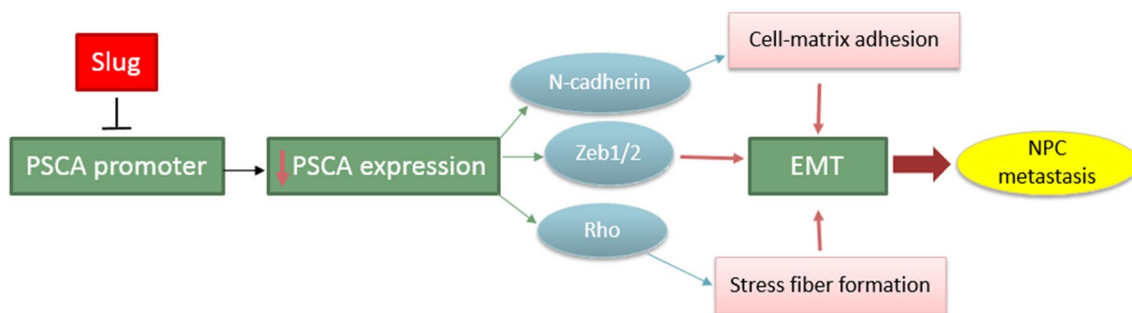 Slug
PSCA promoter
PSCA expression
N-cadherin
Zeb1/2
Rho
Cell-matrix adhesion
EMT
Stress fiber formation
NPC
metastasis